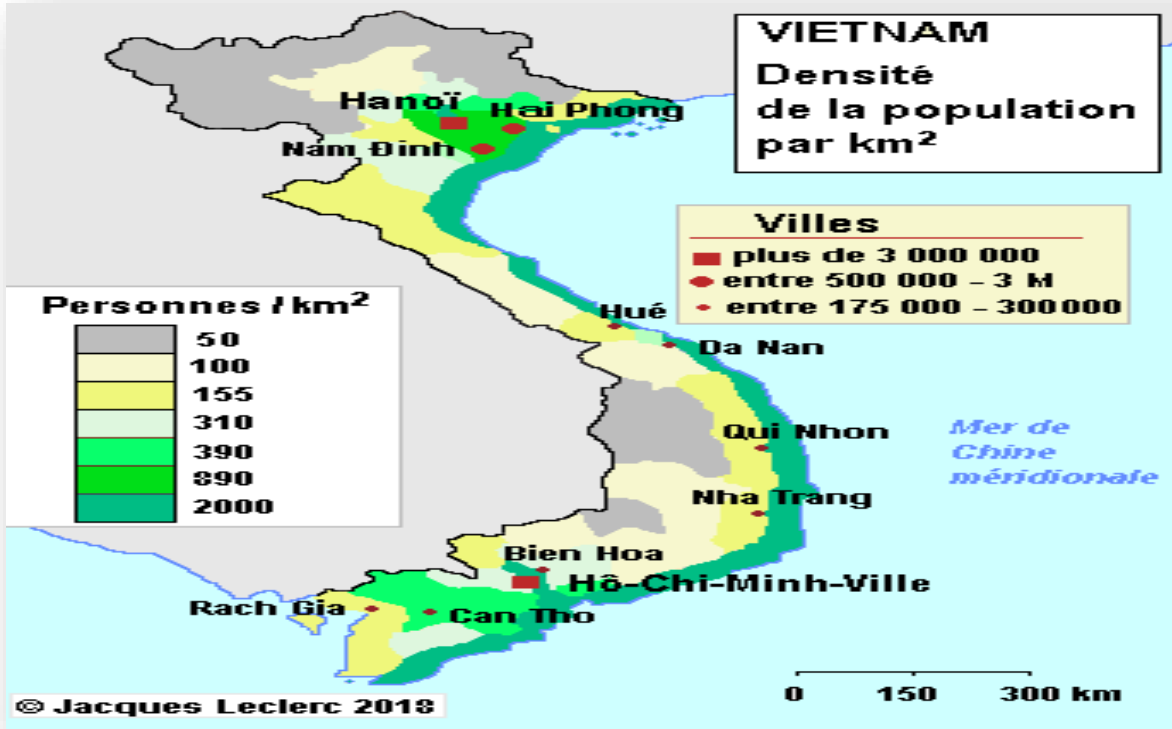 VIETNAM
Densité
de la population
par km²
Hanoï
Hai Phong
Nam Đinh
Villes
plus de 3 000 000
entre 500 000 - 3 M
entre 175 000 - 300 000
Personnes / km²
50
100
155
310
390
890
2000
Hué
Da Nan
Qui Nhon
Mer de
Chine
méridionale
Nha Trang
Bien Hoa
Hô-Chi-Minh-Ville
Rach Gia
Can Tho
0 150 300 km
© Jacques Leclerc 2018